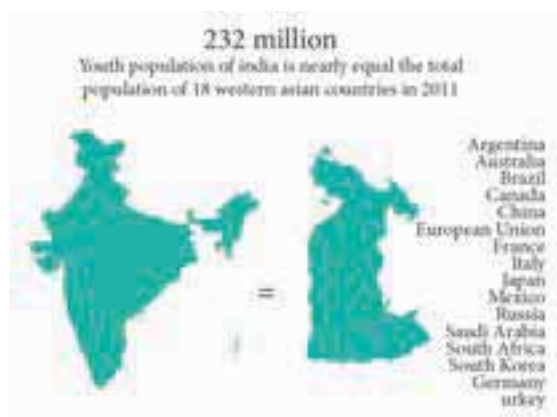 232 million
Youth population of india is nearly equal the total
population of 18 western asian countries in 2011
Argentina
Australia
Brazil
Canada
China
European Union
France
Italy
=
Japan
Mexico
Russia
Saudi Arabia
South Africa
South Korea
Germany
urkey